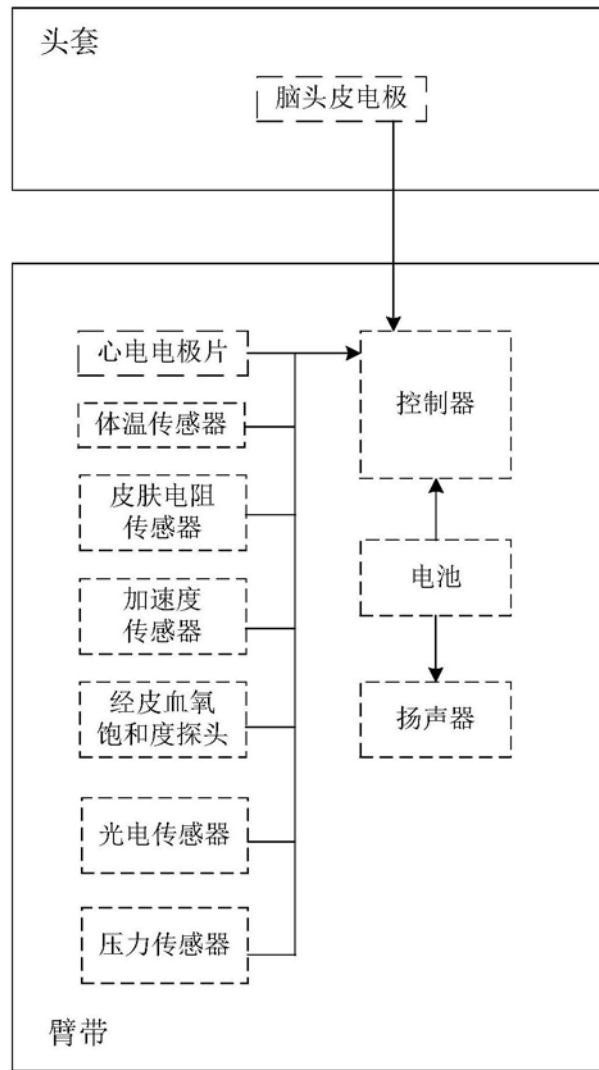 头套
脑头皮电极
心电电极片
控制器
体温传感器
皮肤电阻
传感器
电池
加速度
传感器
经皮血氧
饱和度探头
扬声器
光电传感器
压力传感器
臂带